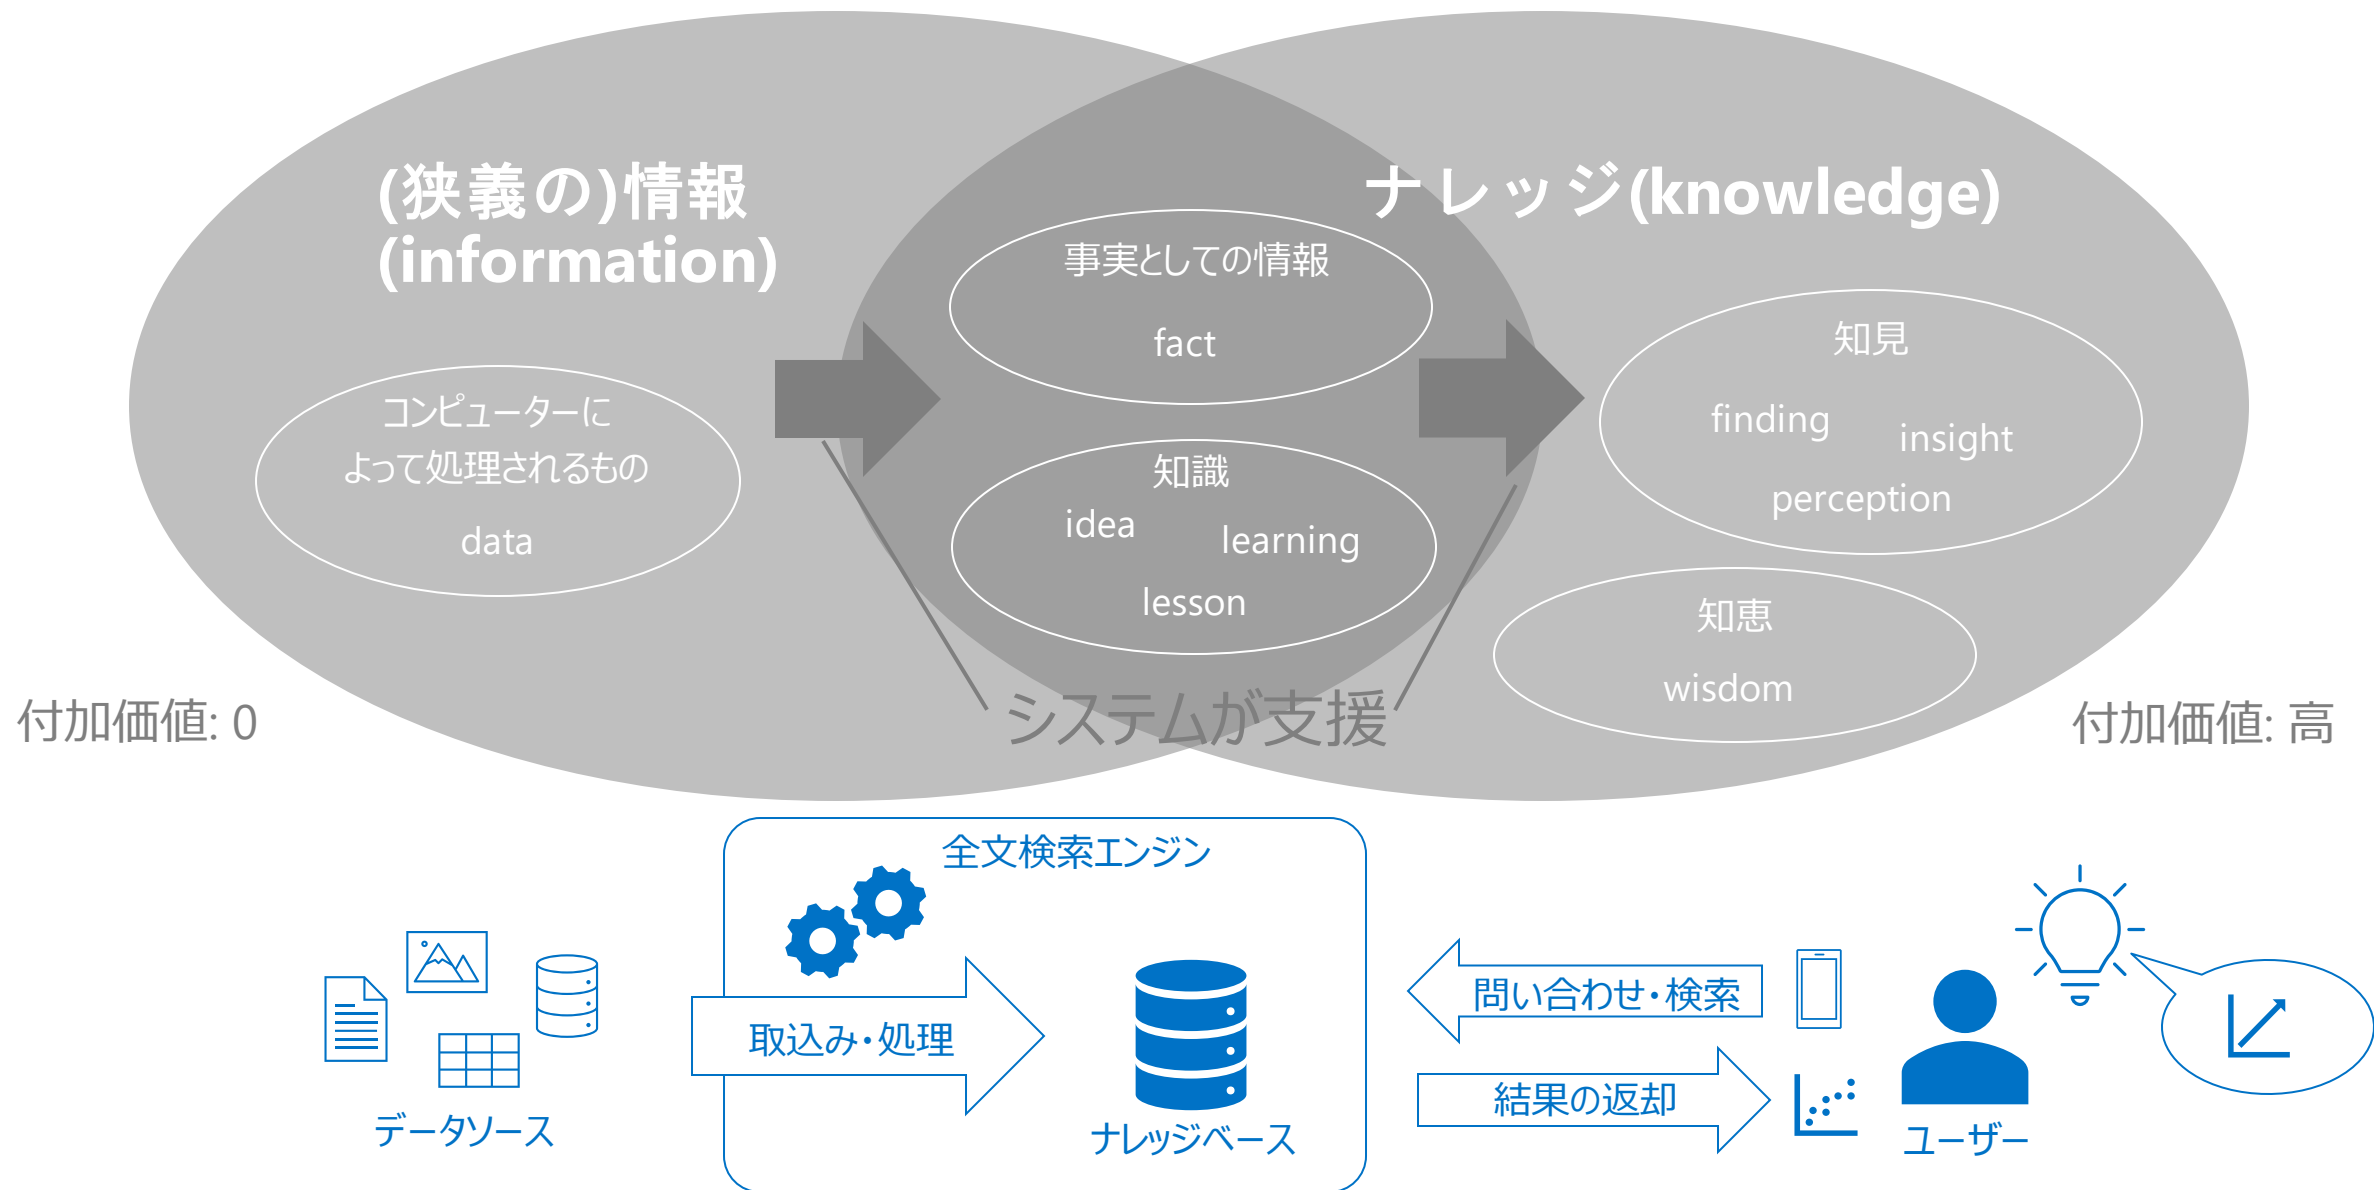 (狭義の)情報
(information)
ナレッジ(knowledge)
コンピューターに
よって処理されるもの
data
事実としての情報
fact
知識
idea
learning
lesson
知見
finding
insight
perception
知恵
wisdom
付加価値: 0
システムが支援
付加価値: 高
全文検索エンジン
データソース
取込み・処理
ナレッジベース
問い合わせ・検索
結果の返却
ユーザー